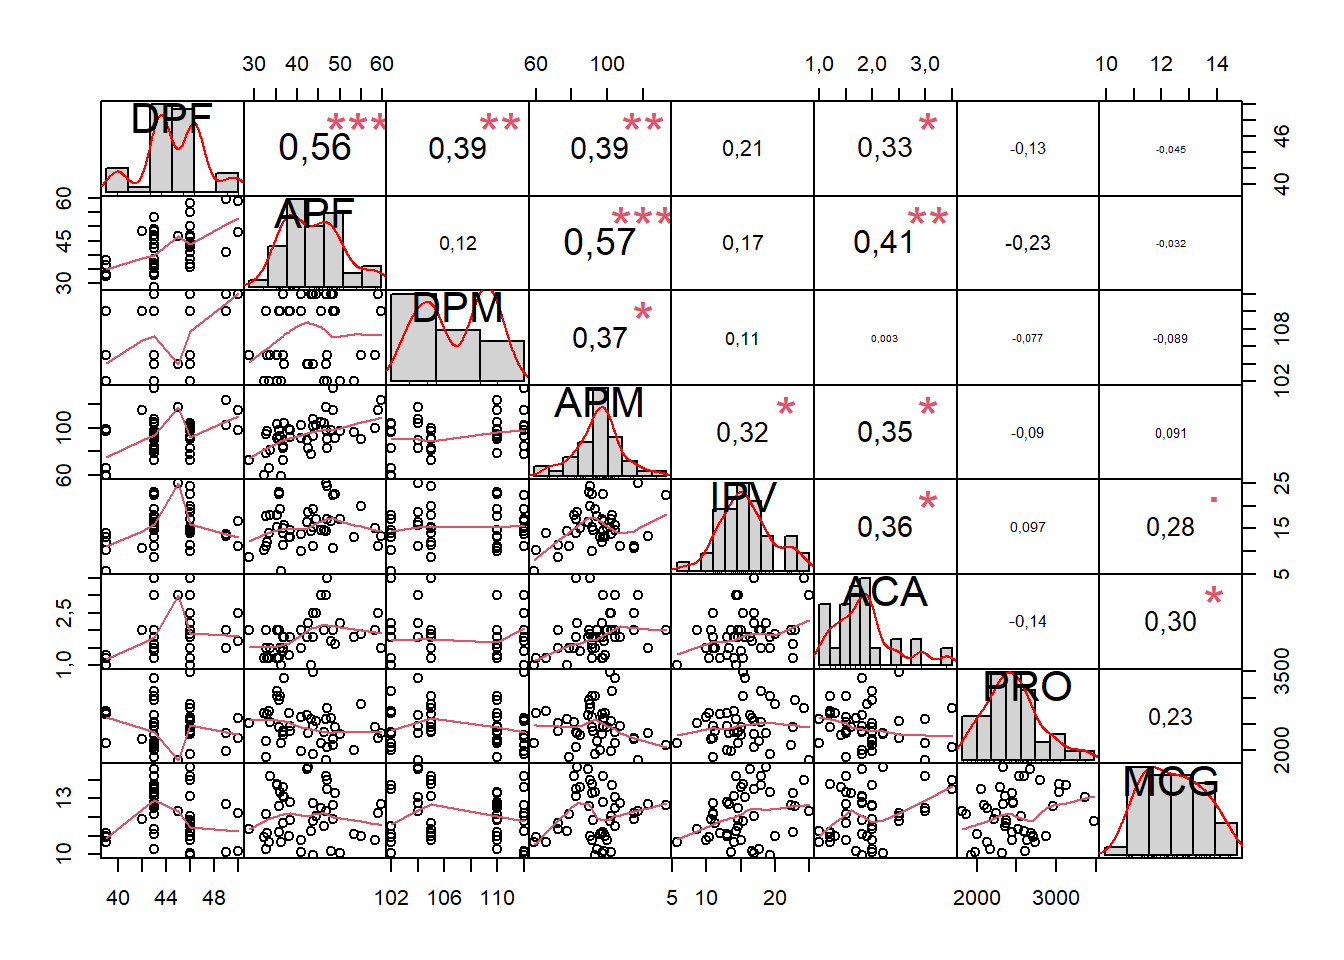 30 40 50 60 60 100 1,0 2,0 3,0 10 12 14
DPF 0,56 *** 0,39 ** 0,39 ** 0,21 0,33 * -0,13 -0,045 40 46
30 45 60 APF 0,12 0,57 *** 0,17 0,41 ** -0,23 -0,032
DPM 0,37 * 0,11 0,003 -0,077 -0,089 102 108
60 100 APM 0,32 * 0,35 * -0,09 0,091
IPV 0,36 * 0,097 0,28 . 5 15 25
1,0 2,5 ACA -0,14 0,30 *
PRO 0,23 2000 3500
10 13 MCG
40 44 48 102 106 110 5 10 20 2000 3000